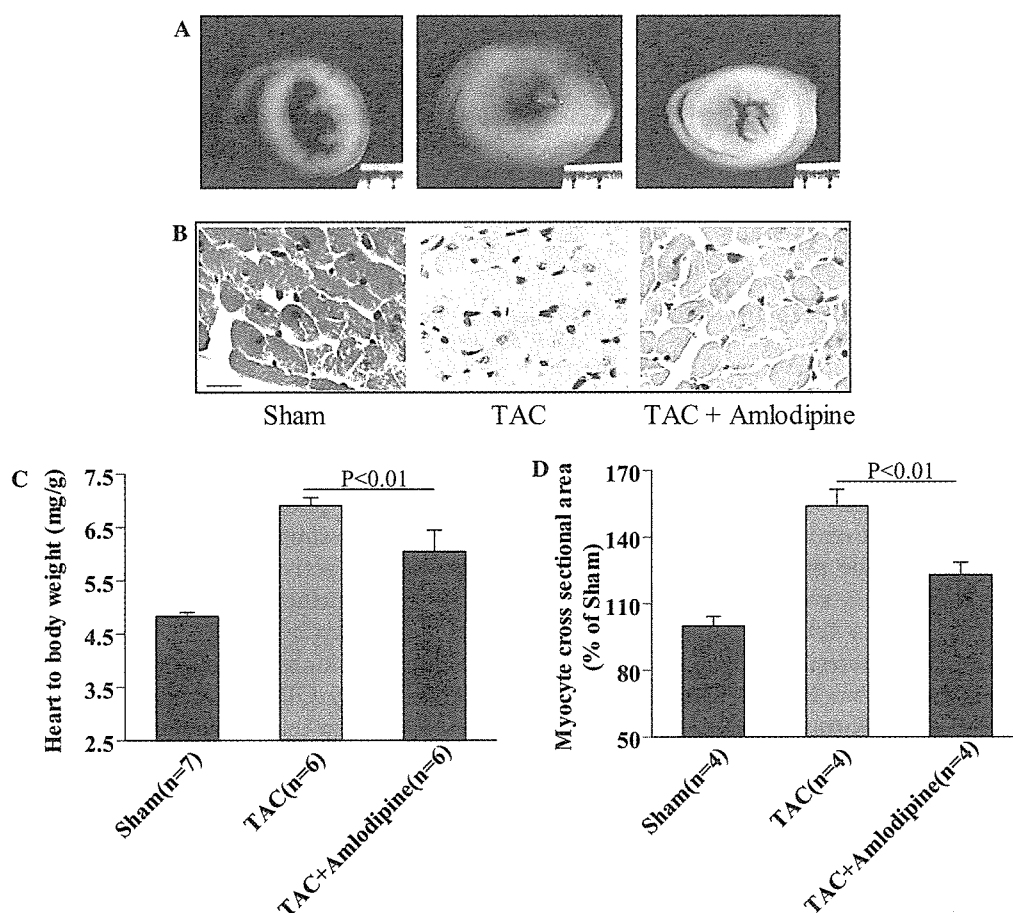 A
B
Sham TAC TAC + Amlodipine
C
Heart to body weight (mg/g)
7.5
6.5
5.5
4.5
3.5
2.5
P<0.01
Sham(n=7)
TAC(n=6)
TAC+Amlodipine(n=6)
D
Myocyte cross sectional area
(% of Sham)
170
140
110
80
50
P<0.01
Sham(n=4)
TAC(n=4)
TAC+Amlodipine(n=4)